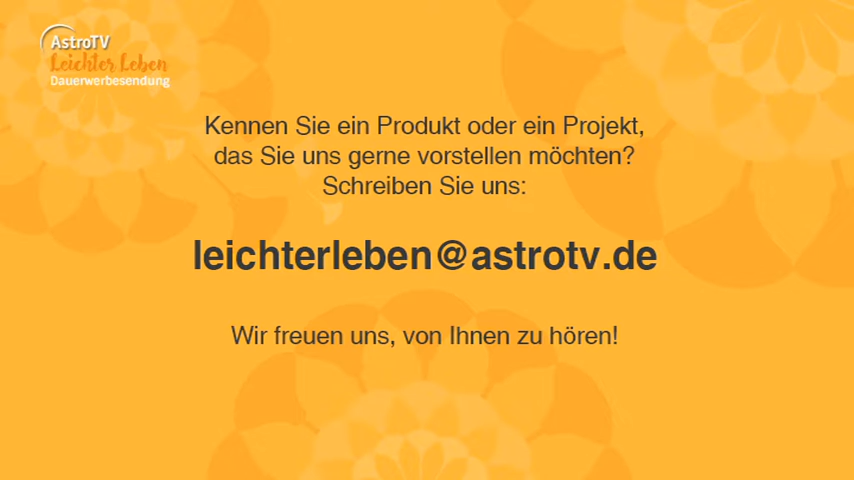 AstroTV
Leichter Leben
Dauerwerbesendung
Kennen Sie ein Produkt oder ein Projekt,
das Sie uns gerne vorstellen möchten?
Schreiben Sie uns:
leichterleben@astrotv.de
Wir freuen uns, von Ihnen zu hören!